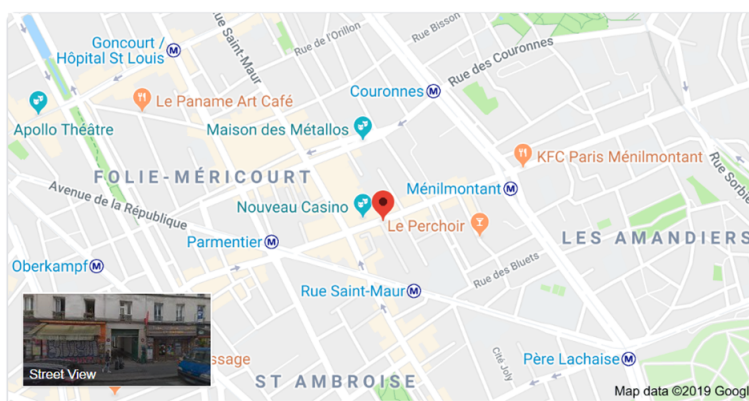 Goncourt /
Hôpital St Louis
Rue Saint-Maur
Rue de l'Orillon
Rue Bisson
Rue des Couronnes
Couronnes
Le Paname Art Café
Apollo Théâtre
Maison des Métallos
KFC Paris Ménilmontant
Rue Sorbie
FOLIE-MÉRICOURT
Avenue de la République
Nouveau Casino
Ménilmontant
Le Perchoir
Parmentier
LES AMANDIERS
Oberkampf
Rue des Bluets
Rue Saint-Maur
Cité Joly
Père Lachaise
ssage
Street View
ST AMBROISE
Map data ©2019 Googl